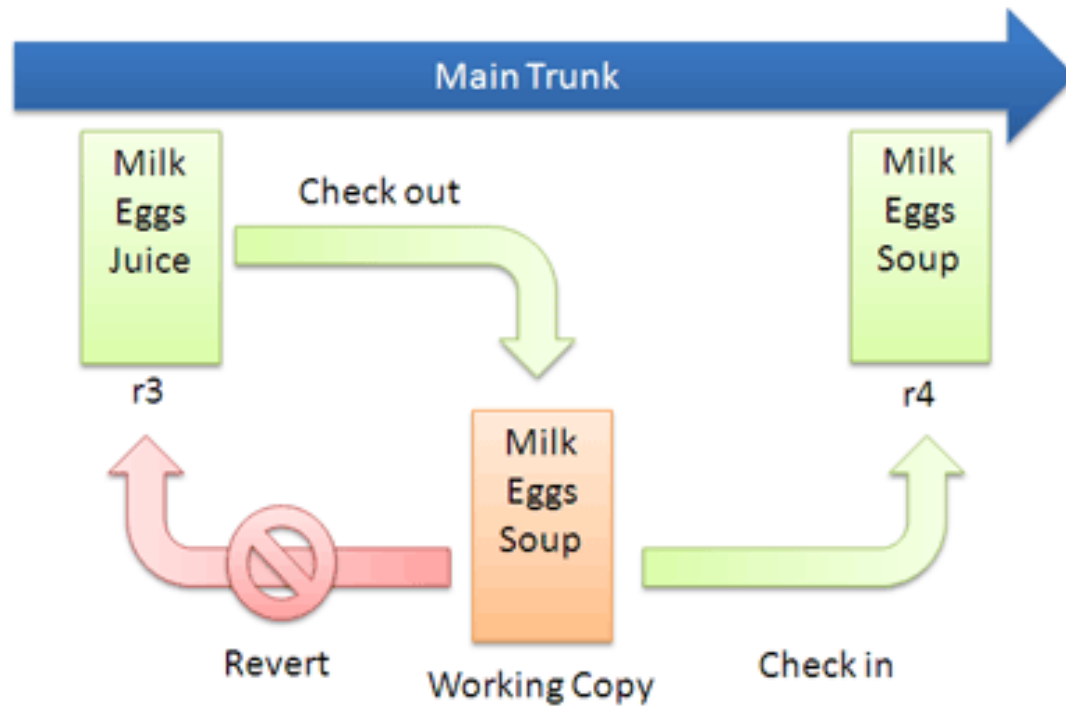 Main Trunk
Milk
Eggs
Juice
r3
Check out
Milk
Eggs
Soup
r4
Milk
Eggs
Soup
Working Copy
Revert
Check in